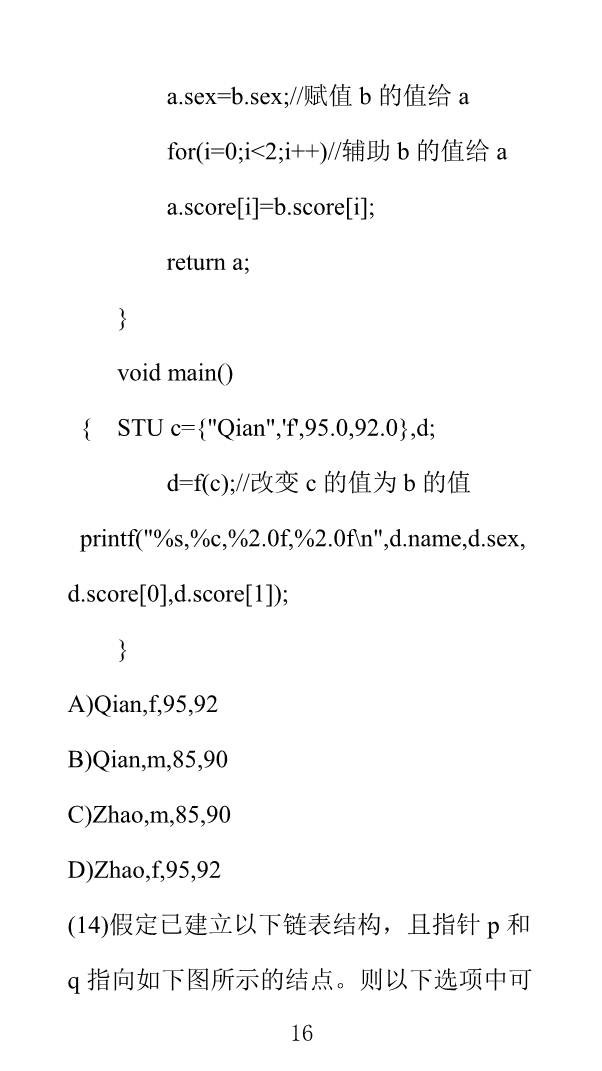 a.sex=b.sex;//赋值 b 的值给 a
for(i=0;i<2;i++)//辅助 b 的值给 a
a.score[i]=b.score[i];
return a;
}
void main()
{ STU c={"Qian",'f',95.0,92.0},d;
d=f(c);//改变 c 的值为 b 的值
printf("%s,%c,%2.0f,%2.0f\n",d.name,d.sex,
d.score[0],d.score[1]);
}
A)Qian,f,95,92
B)Qian,m,85,90
C)Zhao,m,85,90
D)Zhao,f,95,92
(14)假定已建立以下链表结构，且指针 p 和
q 指向如下图所示的结点。则以下选项中可
16